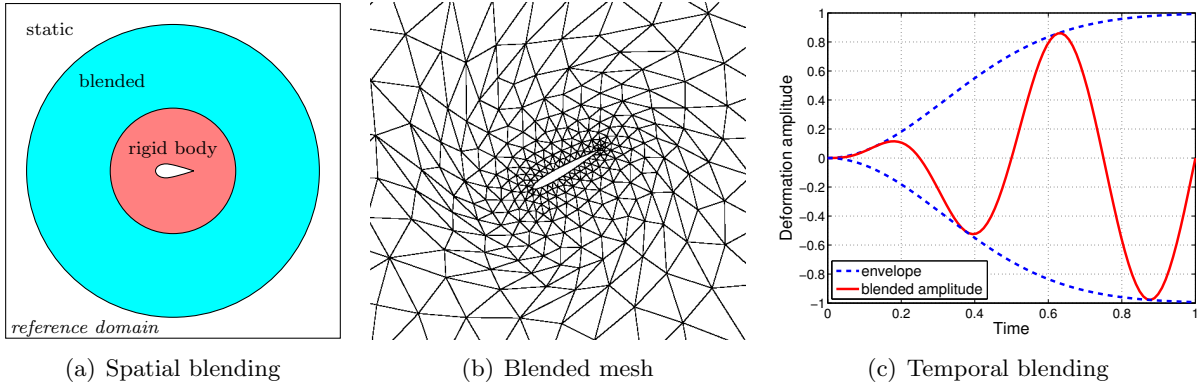 static
blended
rigid body
reference domain
(a) Spatial blending
(b) Blended mesh
Deformation amplitude
1
0.8
0.6
0.4
0.2
0
−0.2
−0.4
−0.6
−0.8
−1
envelope
blended amplitude
0 0.2 0.4 0.6 0.8 1
Time
(c) Temporal blending